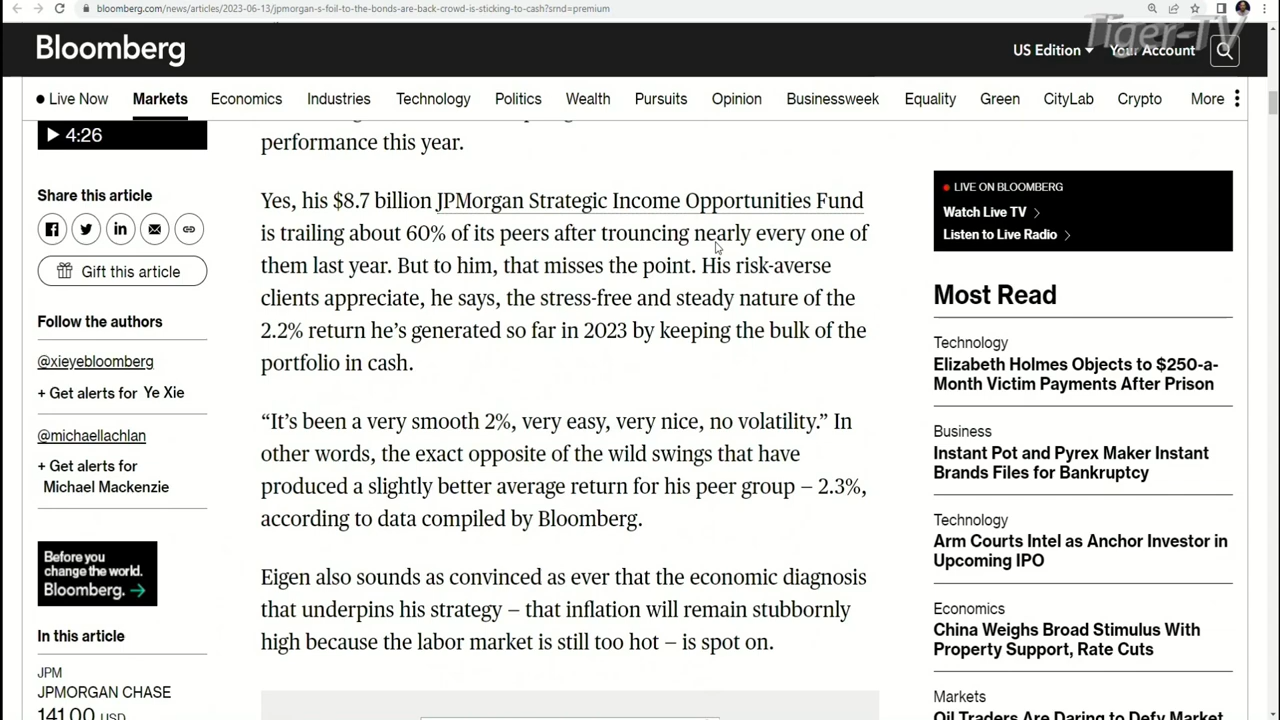 bloomberg.com/news/articles/2023-06-13/jpmorgan-s-foil-to-the-bonds-are-back-crowd-is-sticking-to-cash?srnd=premium
Tiger-TV
Bloomberg
US Edition
Your Account
Live Now
Markets
Economics
Industries
Technology
Politics
Wealth
Pursuits
Opinion
Businessweek
Equality
Green
CityLab
Crypto
More
4:26
Share this article
Gift this article
Follow the authors
@xieyebloomberg
+ Get alerts for Ye Xie
@michaellachlan
+ Get alerts for
Michael Mackenzie
Before you
change the world.
Bloomberg.
In this article
JPM
JPMORGAN CHASE
141.00 USD
performance this year.
Yes, his $8.7 billion JPMorgan Strategic Income Opportunities Fund
is trailing about 60% of its peers after trouncing nearly every one of
them last year. But to him, that misses the point. His risk-averse
clients appreciate, he says, the stress-free and steady nature of the
2.2% return he’s generated so far in 2023 by keeping the bulk of the
portfolio in cash.
“It’s been a very smooth 2%, very easy, very nice, no volatility.” In
other words, the exact opposite of the wild swings that have
produced a slightly better average return for his peer group – 2.3%,
according to data compiled by Bloomberg.
Eigen also sounds as convinced as ever that the economic diagnosis
that underpins his strategy – that inflation will remain stubbornly
high because the labor market is still too hot – is spot on.
LIVE ON BLOOMBERG
Watch Live TV
Listen to Live Radio
Most Read
Technology
Elizabeth Holmes Objects to $250-a-
Month Victim Payments After Prison
Business
Instant Pot and Pyrex Maker Instant
Brands Files for Bankruptcy
Technology
Arm Courts Intel as Anchor Investor in
Upcoming IPO
Economics
China Weighs Broad Stimulus With
Property Support, Rate Cuts
Markets
Oil Traders Are Daring to Defy Market